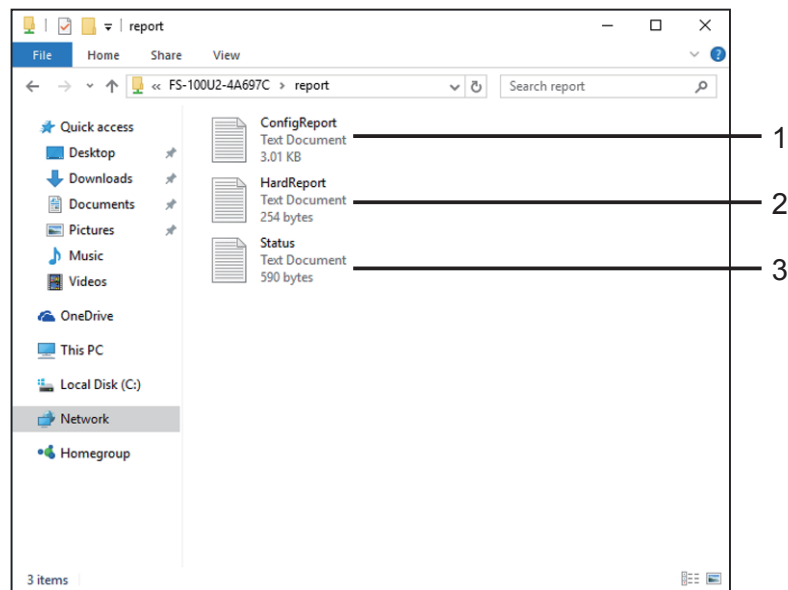 report
File Home Share View
« FS-100U2-4A697C > report
Search report
Quick access
Desktop
Downloads
Documents
Pictures
Music
Videos
OneDrive
This PC
Local Disk (C:)
Network
Homegroup
ConfigReport
Text Document
3.01 KB
1
HardReport
Text Document
254 bytes
2
Status
Text Document
590 bytes
3
3 items